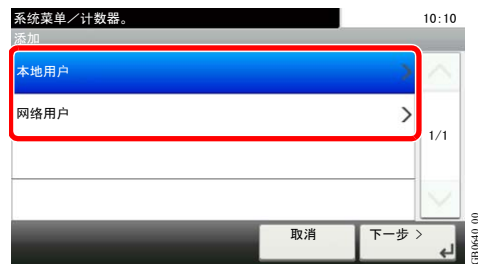 系统菜单／计数器。 10:10
添加
本地用户
网络用户
1/1
取消 下一步 >
GB0640_00